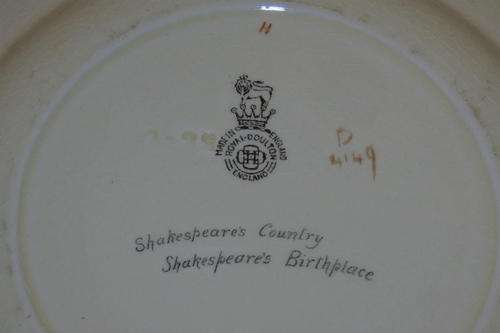 H
MADE IN ENGLAND
ROYAL·DOULTON
ENGLAND
D
4149
Shakespeare's Country
Shakespeare's Birthplace